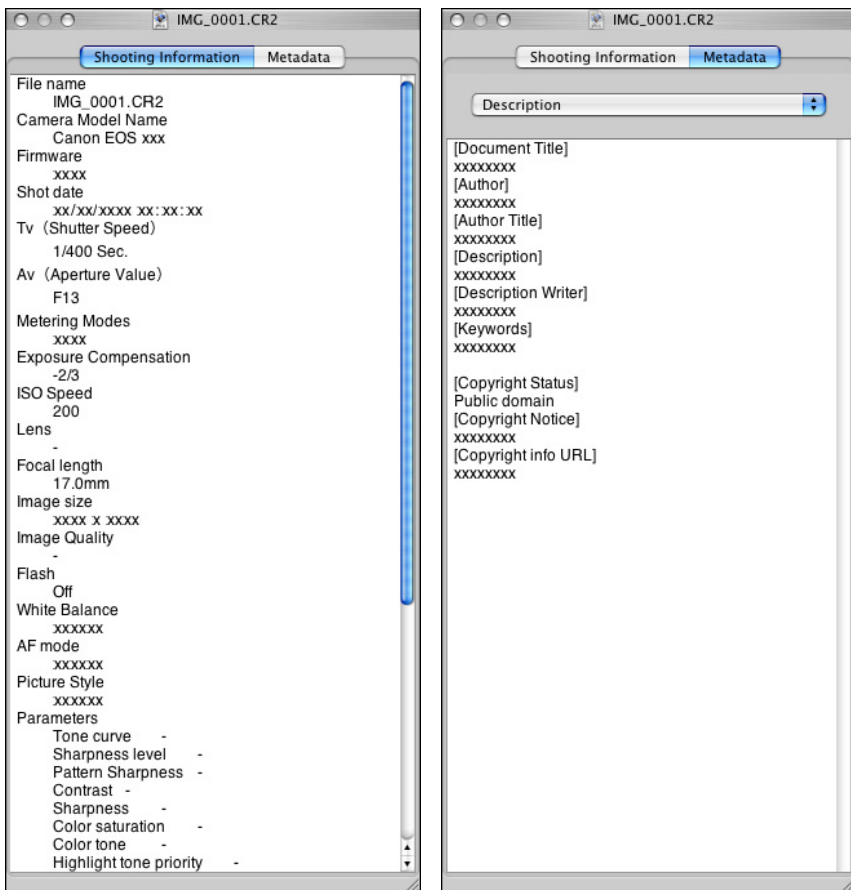 IMG_0001.CR2
Shooting Information Metadata
File name
IMG_0001.CR2
Camera Model Name
Canon EOS xxx
Firmware
xxxx
Shot date
xx/xx/xxxx xx:xx:xx
Tv (Shutter Speed)
1/400 Sec.
Av (Aperture Value)
F13
Metering Modes
xxxx
Exposure Compensation
-2/3
ISO Speed
200
Lens
-
Focal length
17.0mm
Image size
xxxx x xxxx
Image Quality
-
Flash
Off
White Balance
xxxxxx
AF mode
xxxxxx
Picture Style
xxxxxx
Parameters
Tone curve -
Sharpness level -
Pattern Sharpness -
Contrast -
Sharpness -
Color saturation -
Color tone -
Highlight tone priority -
IMG_0001.CR2
Shooting Information Metadata
Description
[Document Title]
xxxxxxxx
[Author]
xxxxxxxx
[Author Title]
xxxxxxxx
[Description]
xxxxxxxx
[Description Writer]
xxxxxxxx
[Keywords]
xxxxxxxx
[Copyright Status]
Public domain
[Copyright Notice]
xxxxxxxx
[Copyright info URL]
xxxxxxxx